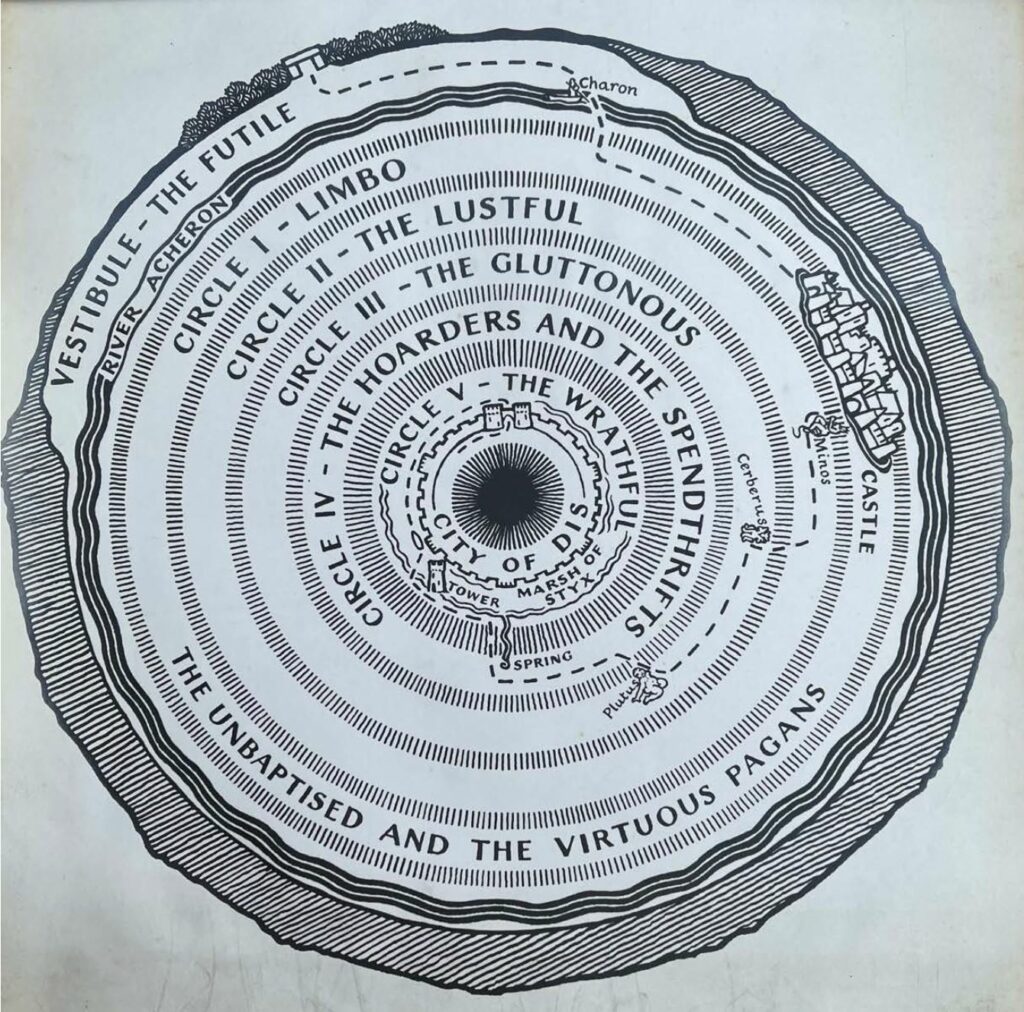 Charon
VESTIBULE - THE FUTILE
RIVER ACHERON
CIRCLE I - LIMBO
CIRCLE II - THE LUSTFUL
CIRCLE III - THE GLUTTONOUS
CIRCLE IV - THE HOARDERS AND THE SPENDTHRIFTS
CIRCLE V - THE WRATHFUL
Minos
CASTLE
Cerberus
CITY OF DIS
TOWER
MARSH OF
STYX
SPRING
Plutus
THE UNBAPTISED AND THE VIRTUOUS PAGANS